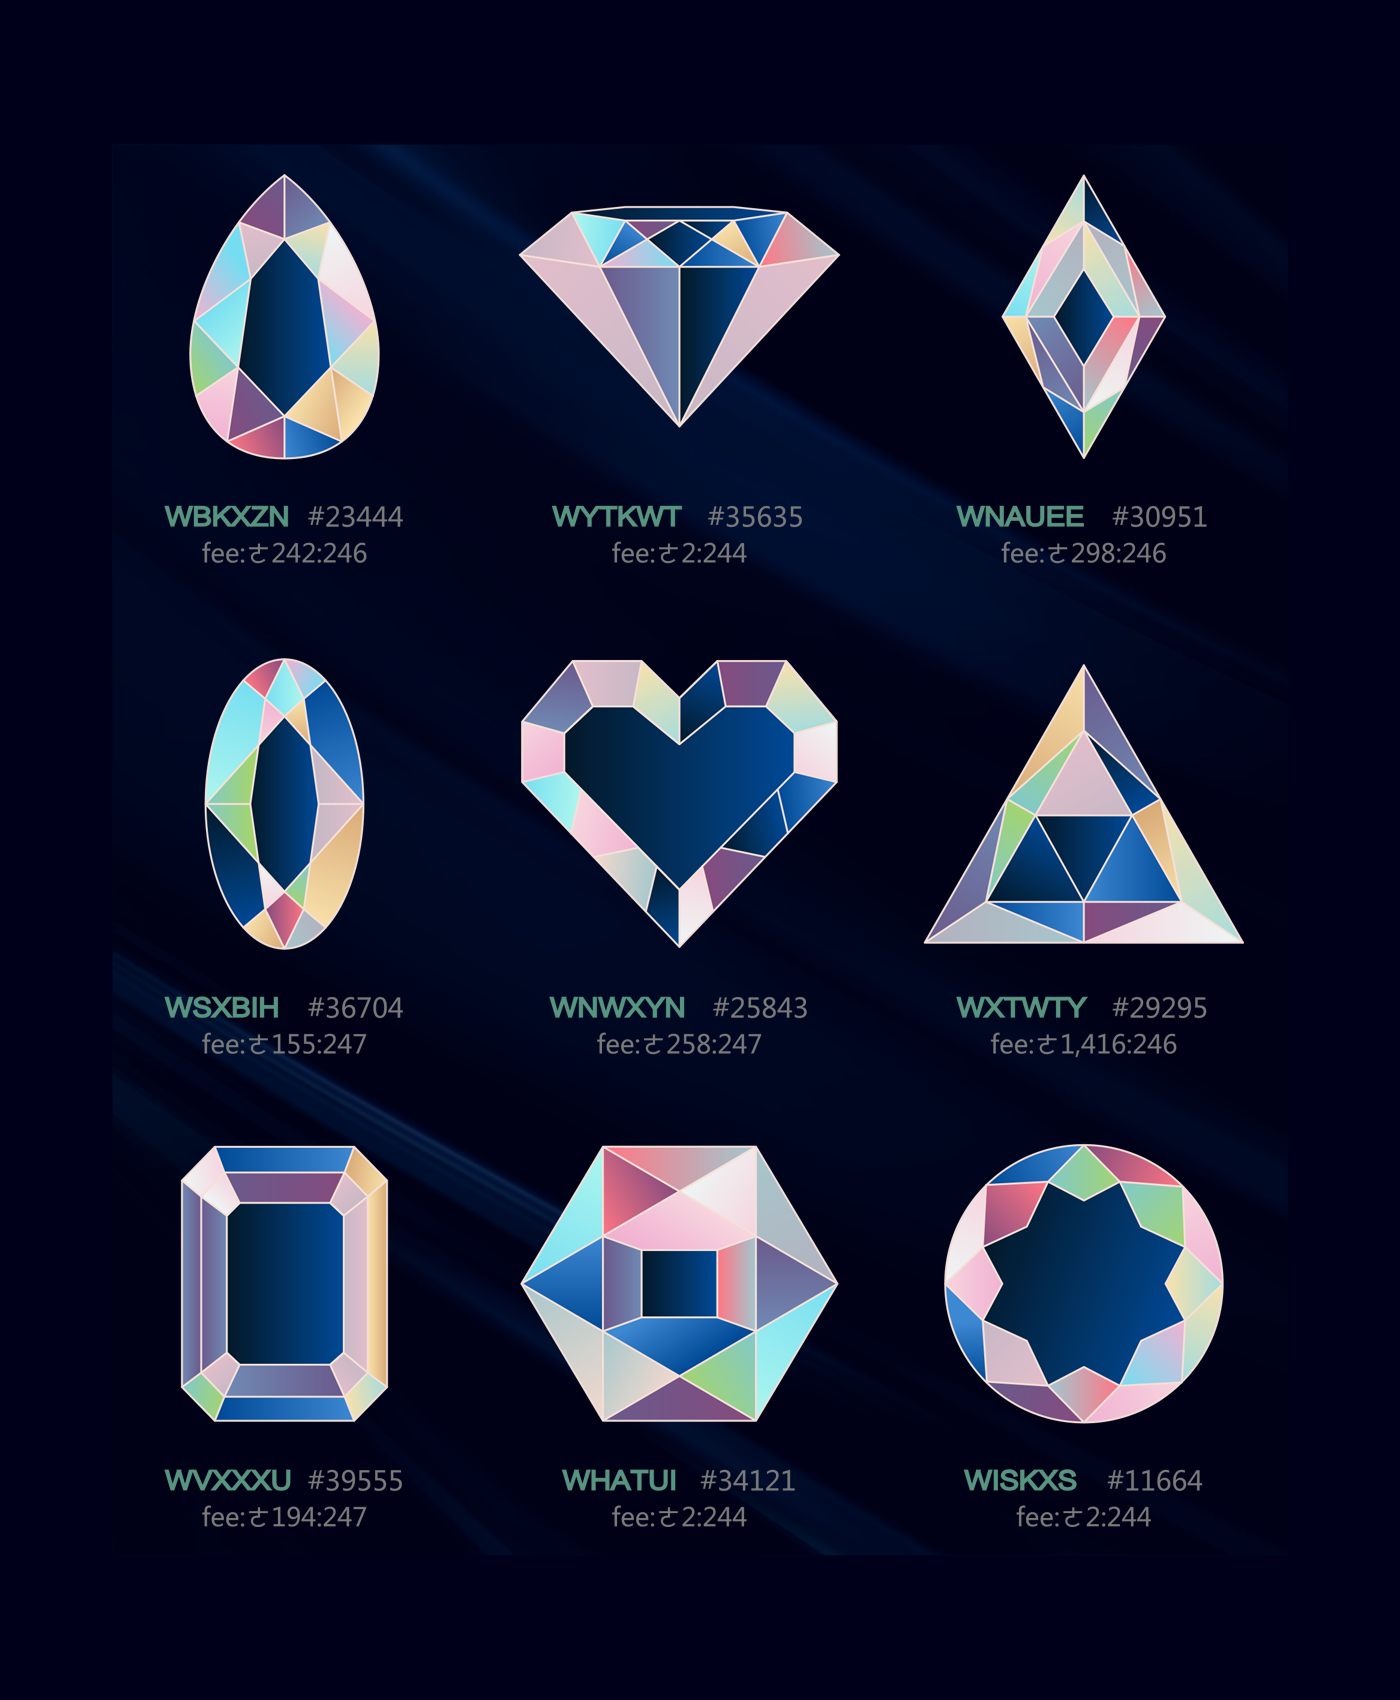 WBKXZN #23444
fee:さ242:246
WYTKWT #35635
fee:さ2:244
WNAUEE #30951
fee:さ298:246
WSXBIH #36704
fee:さ155:247
WNWXYN #25843
fee:さ258:247
WXTWTY #29295
fee:さ1,416:246
WVXXXU #39555
fee:さ194:247
WHATUI #34121
fee:さ2:244
WISKXS #11664
fee:さ2:244